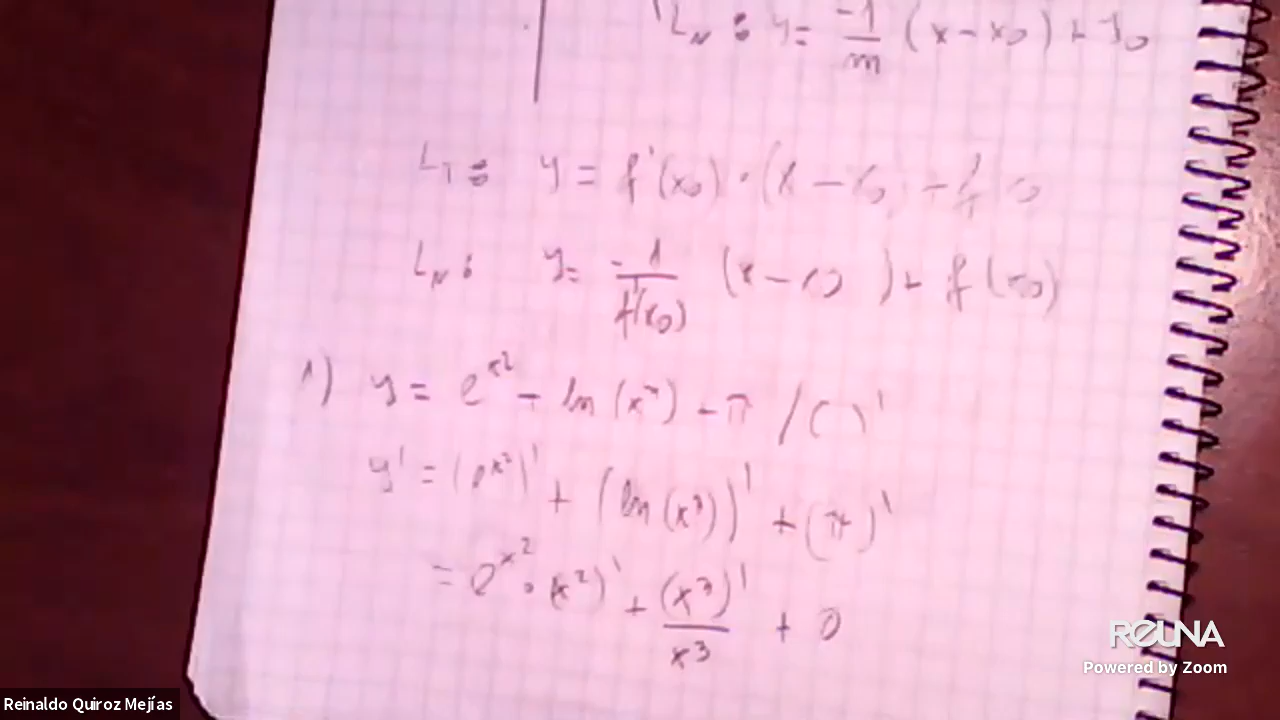 L_N : y = -1/m (x - x0) + y0
L_T : y = f'(x0) · (x - x0) + f(x0
L_N : y = -1/f'(x0) (x - x0) + f(x0)
1) y = e^x² + ln(x³) + π / ( )'
y' = (e^x²)' + (ln(x³))' + (π)'
= e^x² · (x²)' + (x³)'/x³ + 0
REUNA
Powered by Zoom
Reinaldo Quiroz Mejías